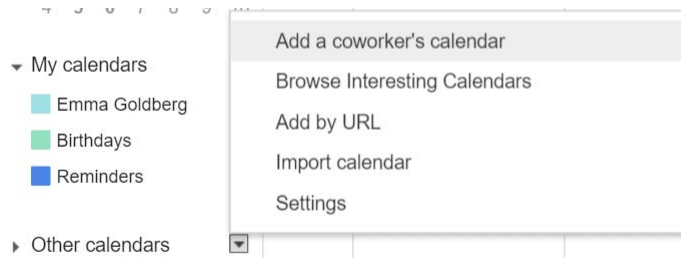 My calendars
Emma Goldberg
Birthdays
Reminders
Other calendars
Add a coworker's calendar
Browse Interesting Calendars
Add by URL
Import calendar
Settings